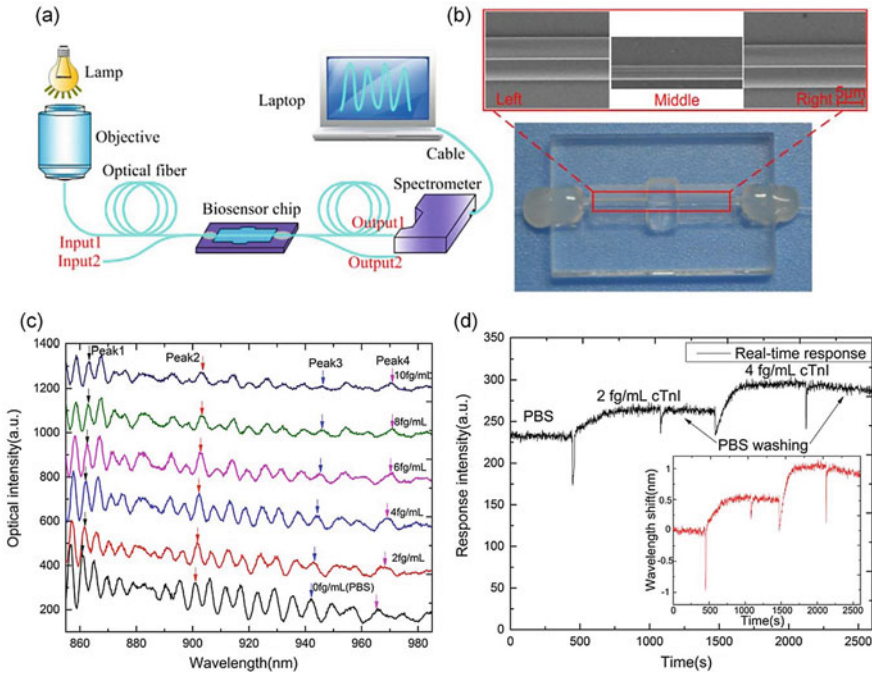 (a)
Lamp
Objective
Optical fiber
Laptop
Cable
Spectrometer
Biosensor chip
Input1
Input2
Output1
Output2
(b)
Left
Middle
Right
5μm
(c)
1400
1200
1000
800
600
400
200
Optical intensity(a.u.)
Peak1
Peak2
Peak3
Peak4
10fg/mL
8fg/mL
6fg/mL
4fg/mL
2fg/mL
0fg/mL(PBS)
860 880 900 920 940 960 980
Wavelength(nm)
(d)
350
300
250
200
150
100
50
0
Response intensity(a.u.)
Real-time response
PBS
2 fg/mL cTnI
4 fg/mL cTnI
PBS washing
Wavelength shift(nm)
1
0.5
0
-0.5
-1
0 500 1000 1500 2000 2500
Time(s)
0 500 1000 1500 2000 2500
Time(s)